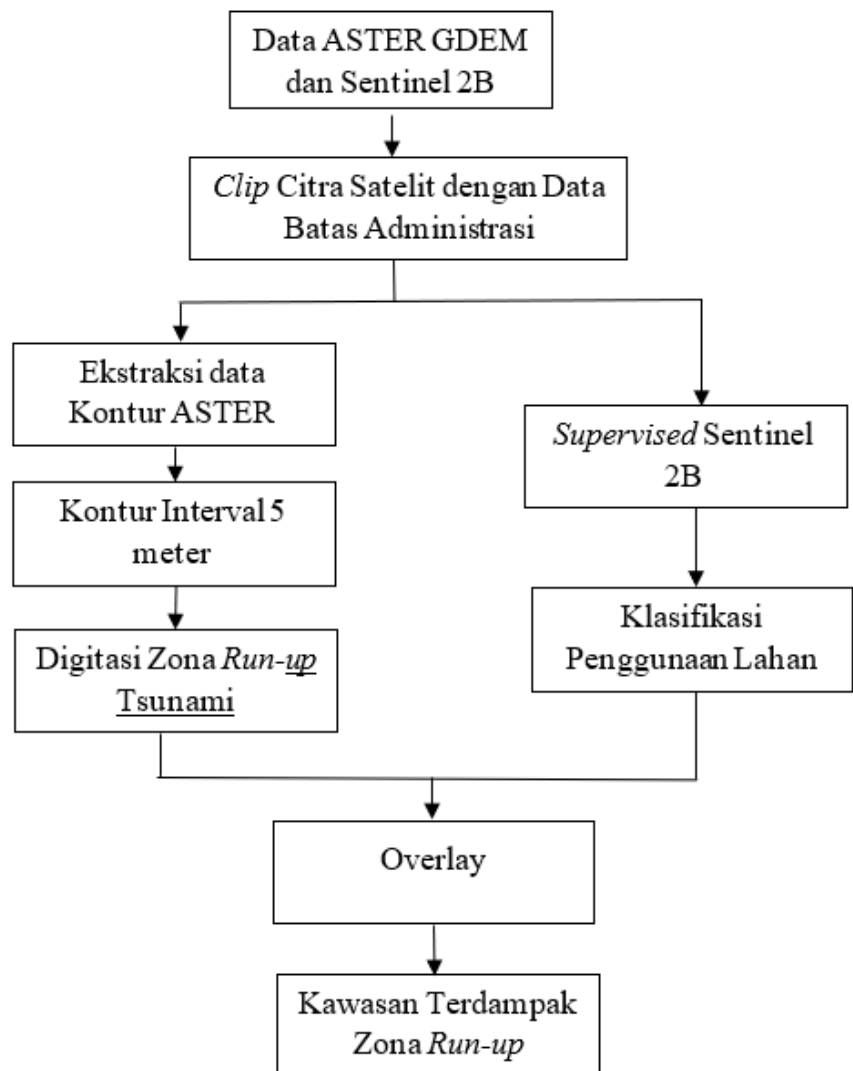 Data ASTER GDEM
dan Sentinel 2B
Clip Citra Satelit dengan Data
Batas Administrasi
Ekstraksi data
Kontur ASTER
Kontur Interval 5
meter
Digitasi Zona Run-up
Tsunami
Supervised Sentinel
2B
Klasifikasi
Penggunaan Lahan
Overlay
Kawasan Terdampak
Zona Run-up